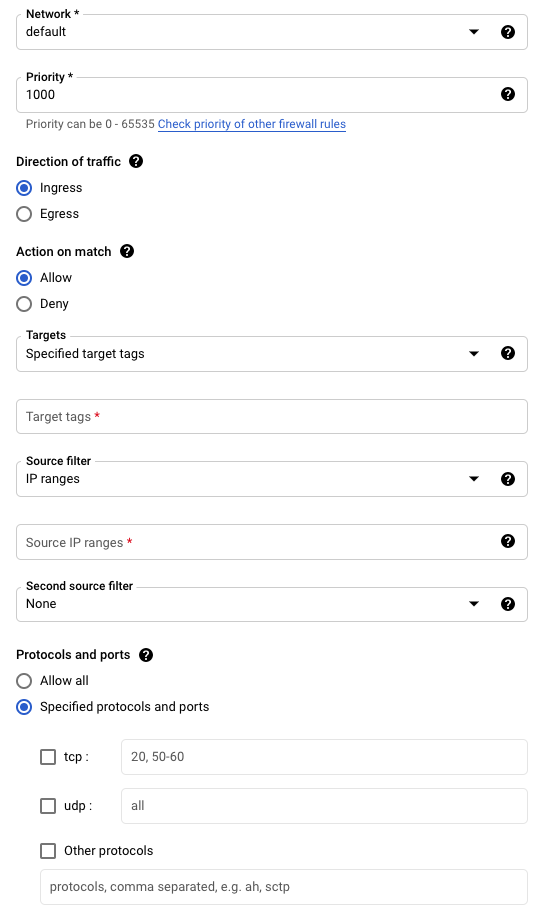 Network *
default
Priority *
1000
Priority can be 0 - 65535 Check priority of other firewall rules
Direction of traffic
Ingress
Egress
Action on match
Allow
Deny
Targets
Specified target tags
Target tags *
Source filter
IP ranges
Source IP ranges *
Second source filter
None
Protocols and ports
Allow all
Specified protocols and ports
tcp : 20, 50-60
udp : all
Other protocols
protocols, comma separated, e.g. ah, sctp